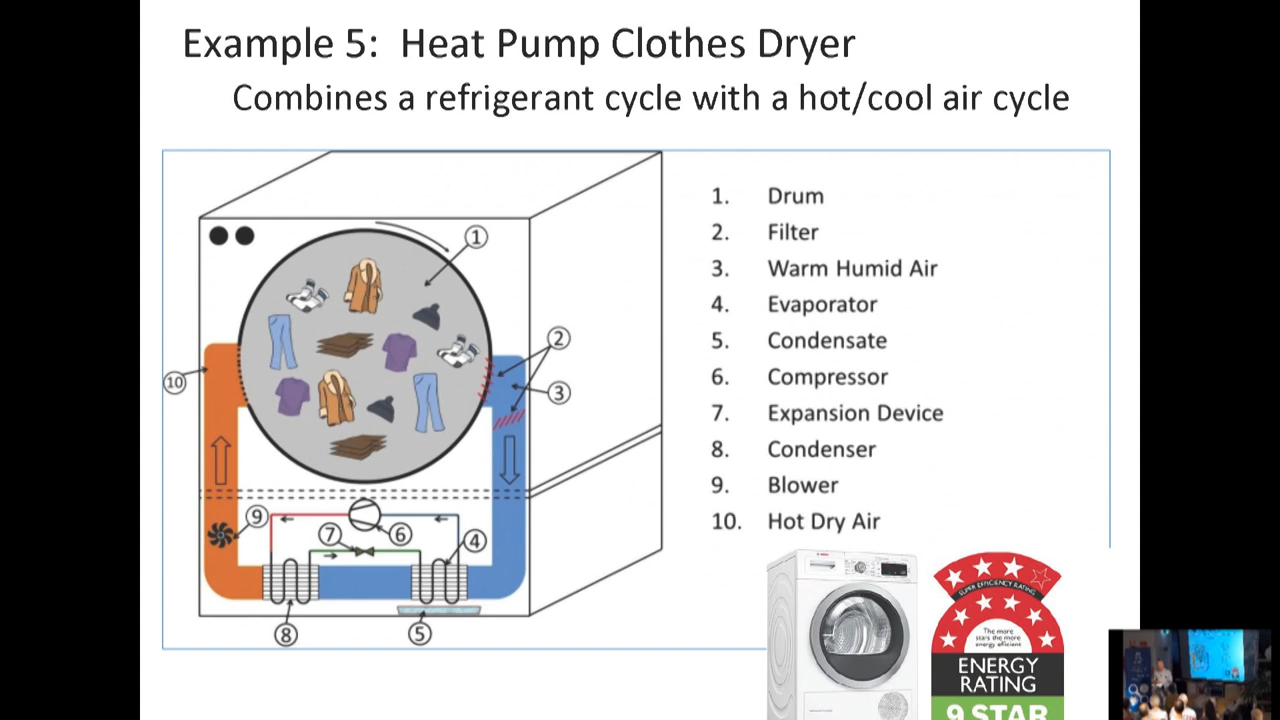 Example 5: Heat Pump Clothes Dryer
Combines a refrigerant cycle with a hot/cool air cycle
1
2
3
10
9
7
6
4
8
5
1. Drum
2. Filter
3. Warm Humid Air
4. Evaporator
5. Condensate
6. Compressor
7. Expansion Device
8. Condenser
9. Blower
10. Hot Dry Air
SUPER EFFICIENCY RATING
The more
stars the more
energy efficient
ENERGY
RATING
9 STAR